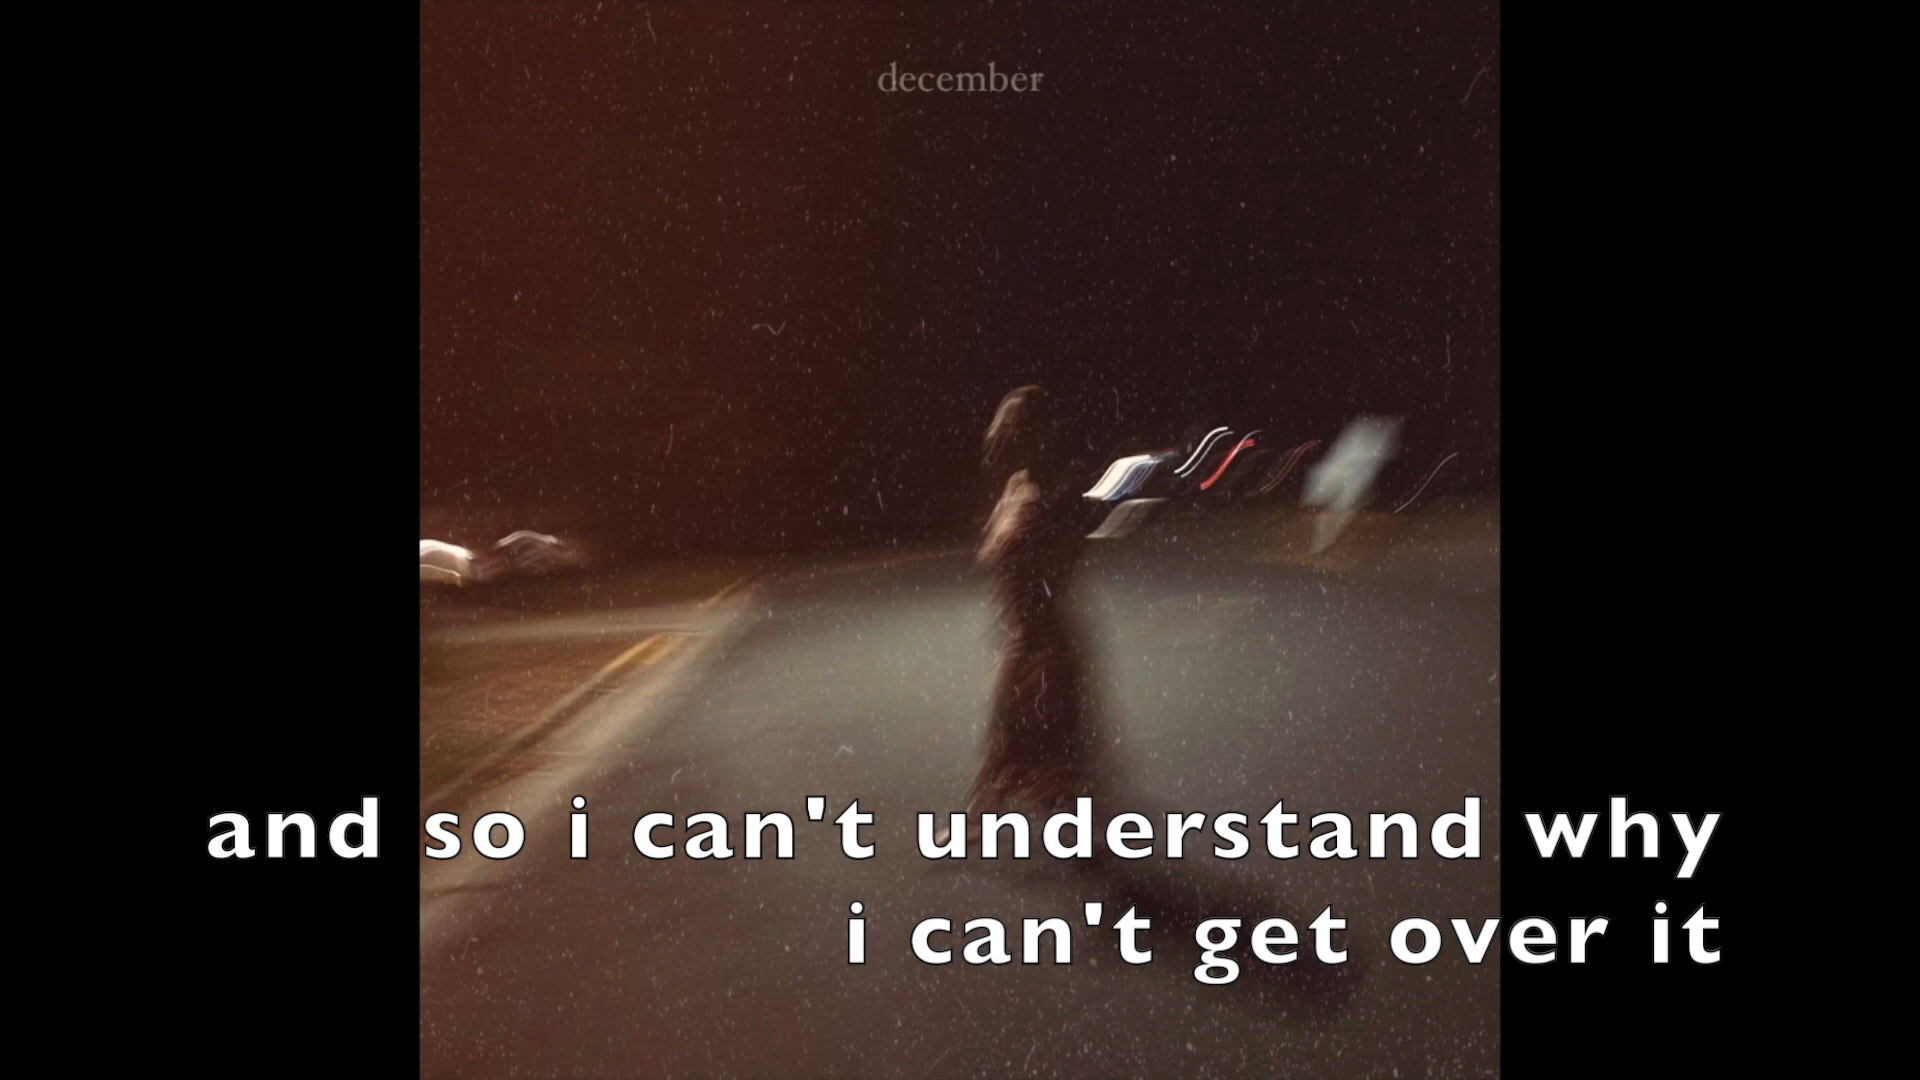 december
and so i can't understand why
i can't get over it